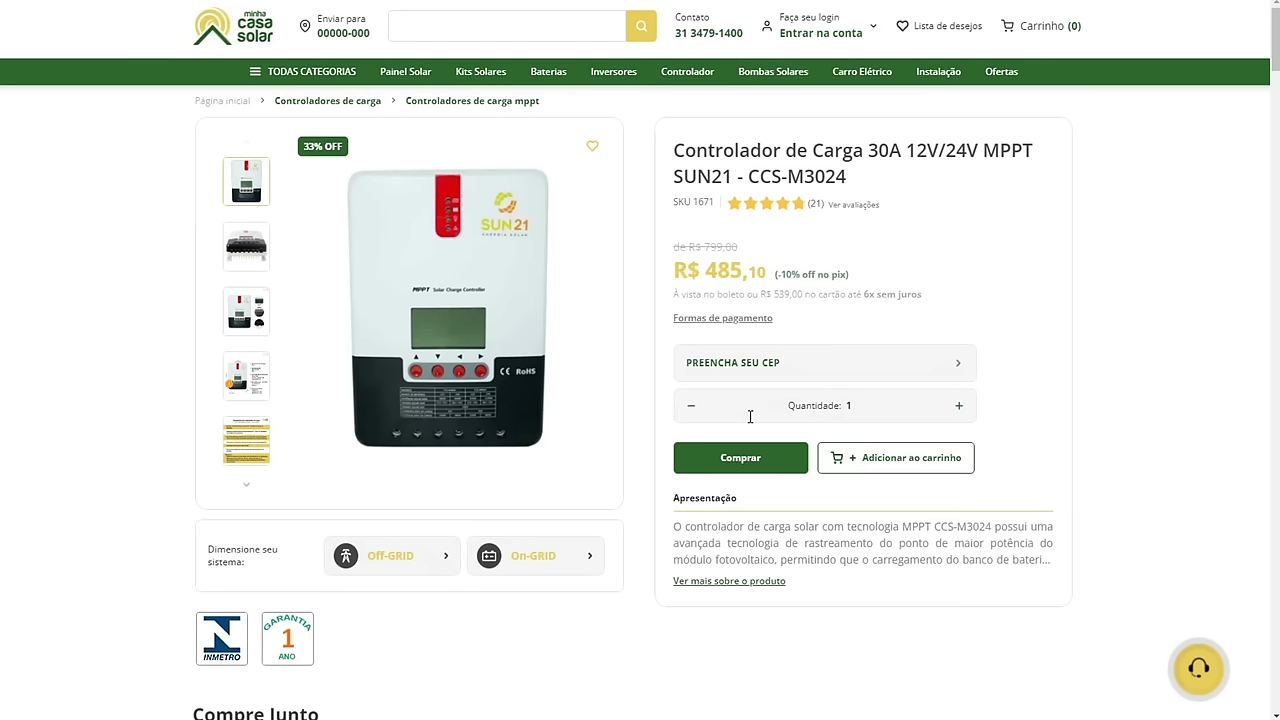 minha
casa
solar
Enviar para
00000-000
Contato
31 3479-1400
Faça seu login
Entrar na conta
Lista de desejos
Carrinho (0)
TODAS CATEGORIAS
Painel Solar
Kits Solares
Baterias
Inversores
Controlador
Bombas Solares
Carro Elétrico
Instalação
Ofertas
Página inicial > Controladores de carga > Controladores de carga mppt
33% OFF
SUN21
ENERGIA SOLAR
MPPT Solar Charge Controller
CE RoHS
Controlador de Carga 30A 12V/24V MPPT
SUN21 - CCS-M3024
SKU 1671
(21) Ver avaliações
de R$ 799,00
R$ 485,10 (-10% off no pix)
À vista no boleto ou R$ 539,00 no cartão até 6x sem juros
Formas de pagamento
PREENCHA SEU CEP
− Quantidade: 1 +
Comprar
+ Adicionar ao carrinho
Apresentação
O controlador de carga solar com tecnologia MPPT CCS-M3024 possui uma
avançada tecnologia de rastreamento do ponto de maior potência do
módulo fotovoltaico, permitindo que o carregamento do banco de bateri...
Ver mais sobre o produto
Dimensione seu
sistema:
Off-GRID
On-GRID
INMETRO
GARANTIA
1
ANO
Compre Junto